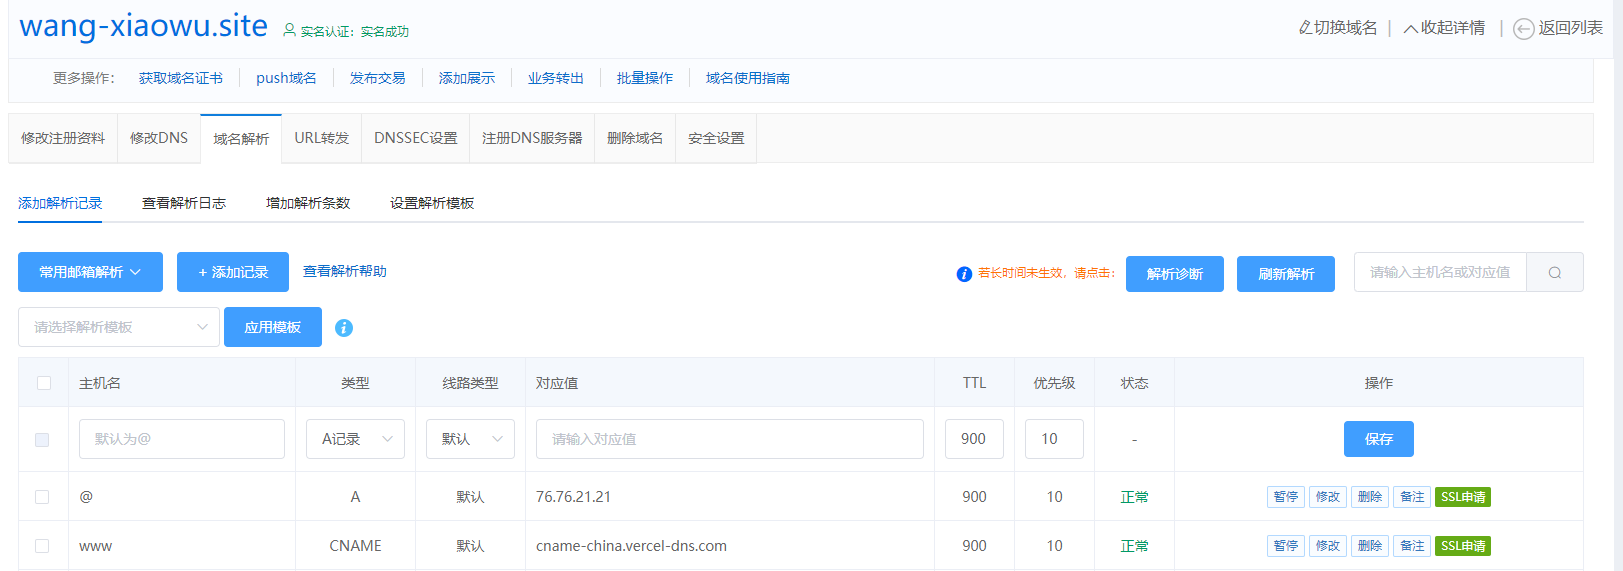 wang-xiaowu.site 实名认证：实名成功 切换域名 | 收起详情 | 返回列表
更多操作： 获取域名证书 push域名 发布交易 添加展示 业务转出 批量操作 域名使用指南
修改注册资料 修改DNS 域名解析 URL转发 DNSSEC设置 注册DNS服务器 删除域名 安全设置
添加解析记录 查看解析日志 增加解析条数 设置解析模板
常用邮箱解析 + 添加记录 查看解析帮助 若长时间未生效，请点击： 解析诊断 刷新解析 请输入主机名或对应值
请选择解析模板 应用模板
主机名 类型 线路类型 对应值 TTL 优先级 状态 操作
默认为@ A记录 默认 请输入对应值 900 10 - 保存
@ A 默认 76.76.21.21 900 10 正常 暂停 修改 删除 备注 SSL申请
www CNAME 默认 cname-china.vercel-dns.com 900 10 正常 暂停 修改 删除 备注 SSL申请